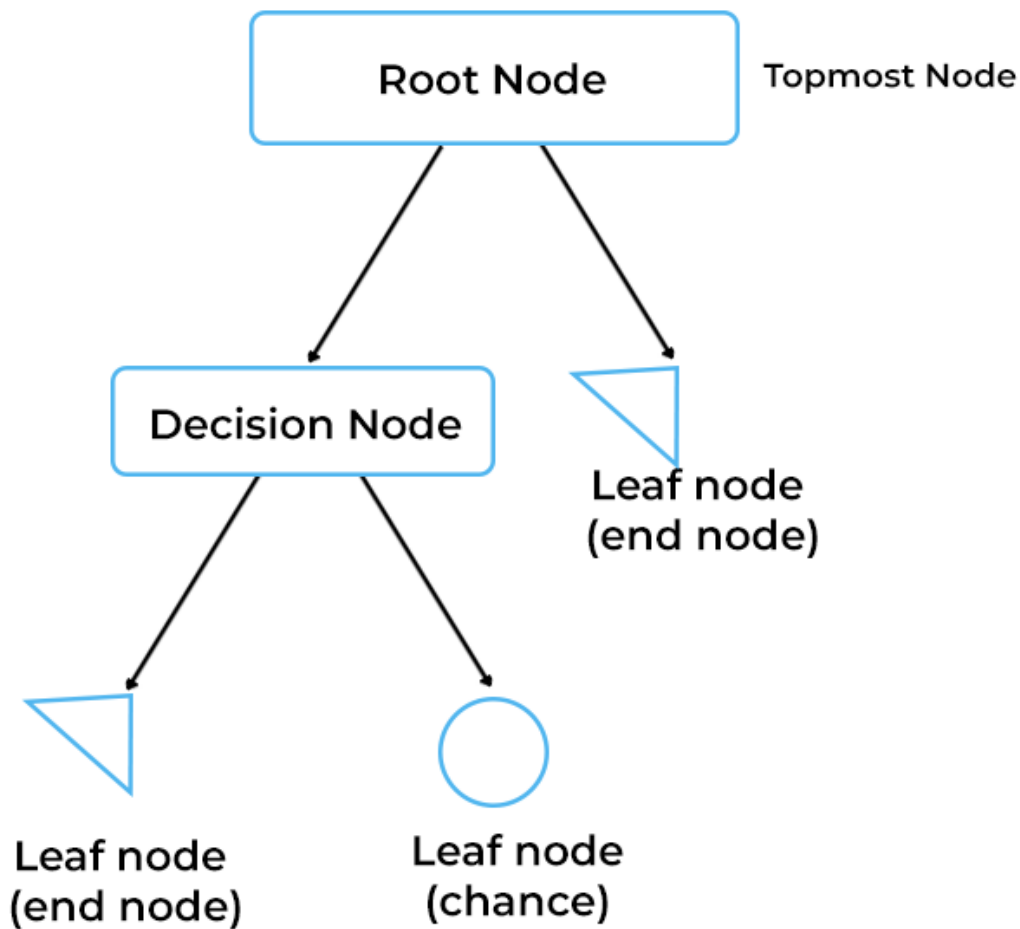 Root Node
Topmost Node
Decision Node
Leaf node
(end node)
Leaf node
(end node)
Leaf node
(chance)